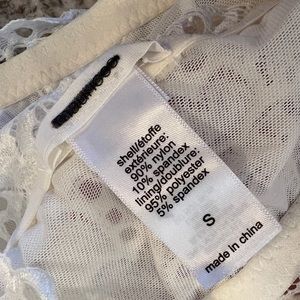 shell/étoffe
extérieure:
90% nylon
10% spandex
lining/doublure:
95% polyester
5% spandex
S
made in china